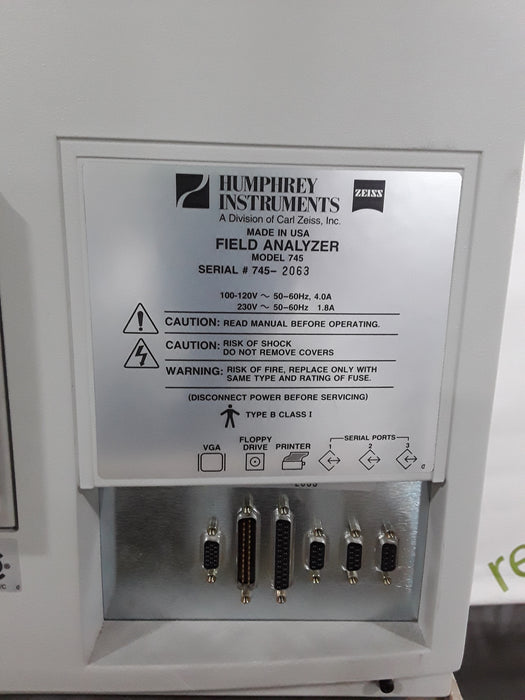 HUMPHREY
INSTRUMENTS
ZEISS
A Division of Carl Zeiss, Inc.
MADE IN USA
FIELD ANALYZER
MODEL 745
SERIAL # 745- 2063
100-120V ~ 50-60Hz, 4.0A
230V ~ 50-60Hz 1.8A
CAUTION: READ MANUAL BEFORE OPERATING.
CAUTION: RISK OF SHOCK
DO NOT REMOVE COVERS
WARNING: RISK OF FIRE, REPLACE ONLY WITH
SAME TYPE AND RATING OF FUSE.
(DISCONNECT POWER BEFORE SERVICING)
TYPE B CLASS I
VGA
FLOPPY
DRIVE
PRINTER
SERIAL PORTS
1 2 3
re